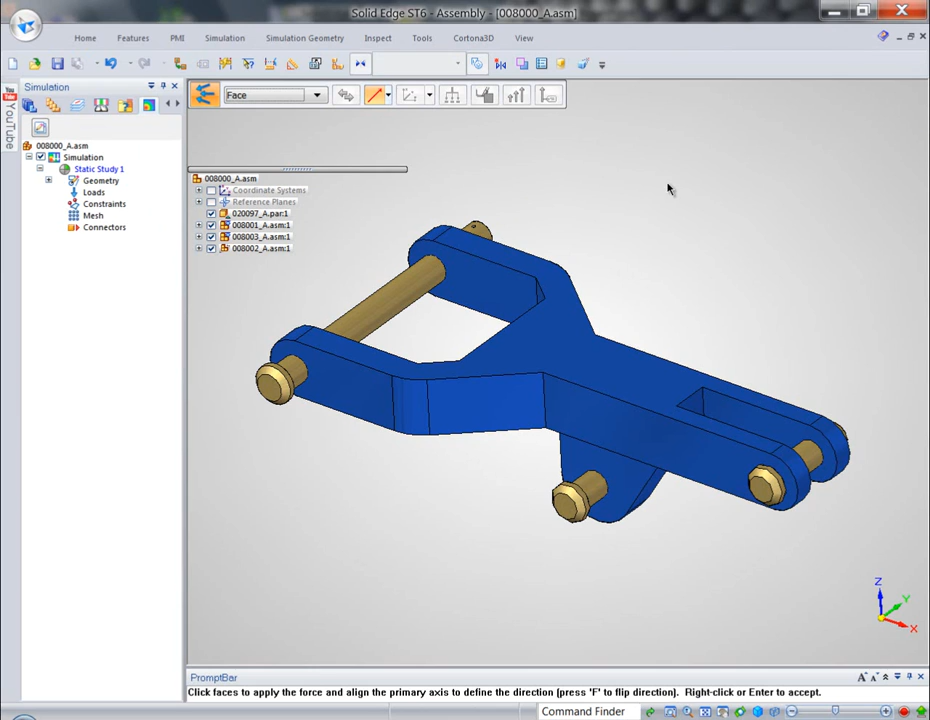 Solid Edge ST6 - Assembly - [008000_A.asm]
Home
Features
PMI
Simulation
Simulation Geometry
Inspect
Tools
Cortona3D
View
You
Tube
YouTube
Simulation
Face
008000_A.asm
Simulation
Static Study 1
Geometry
Loads
Constraints
Mesh
Connectors
008000_A.asm
Coordinate Systems
Reference Planes
020097_A.par:1
008001_A.asm:1
008003_A.asm:1
008002_A.asm:1
Z
Y
X
PromptBar
Click faces to apply the force and align the primary axis to define the direction (press 'F' to flip direction).  Right-click or Enter to accept.
Command Finder